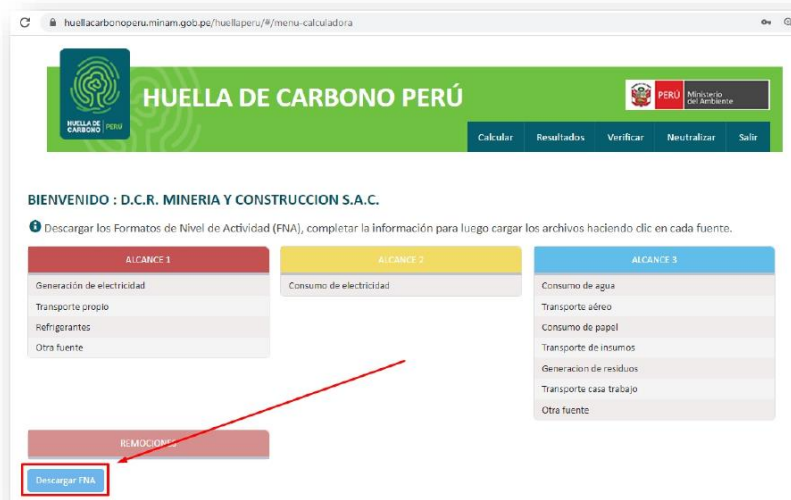 huellacarbonoperu.minam.gob.pe/huellaperu/#/menu-calculadora
HUELLA DE CARBONO PERÚ
HUELLA DE CARBONO PERÚ
PERÚ Ministerio del Ambiente
Calcular Resultados Verificar Neutralizar Salir
BIENVENIDO : D.C.R. MINERIA Y CONSTRUCCION S.A.C.
Descargar los Formatos de Nivel de Actividad (FNA), completar la información para luego cargar los archivos haciendo clic en cada fuente.
ALCANCE 1
Generación de electricidad
Transporte propio
Refrigerantes
Otra fuente
ALCANCE 2
Consumo de electricidad
ALCANCE 3
Consumo de agua
Transporte aéreo
Consumo de papel
Transporte de insumos
Generacion de residuos
Transporte casa trabajo
Otra fuente
REMOCIONES
Descargar FNA